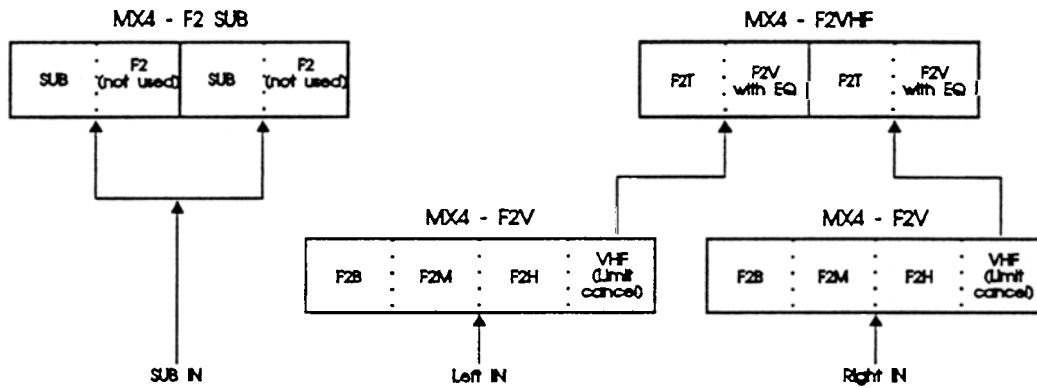 MX4 - F2 SUB
SUB
F2
(not used)
SUB
F2
(not used)
MX4 - F2VHF
F2T
F2V
with EQ
F2T
F2V
with EQ
MX4 - F2V
F2B
F2M
F2H
VHF
(Limit
cancel)
MX4 - F2V
F2B
F2M
F2H
VHF
(Limit
cancel)
SUB IN
Left IN
Right IN